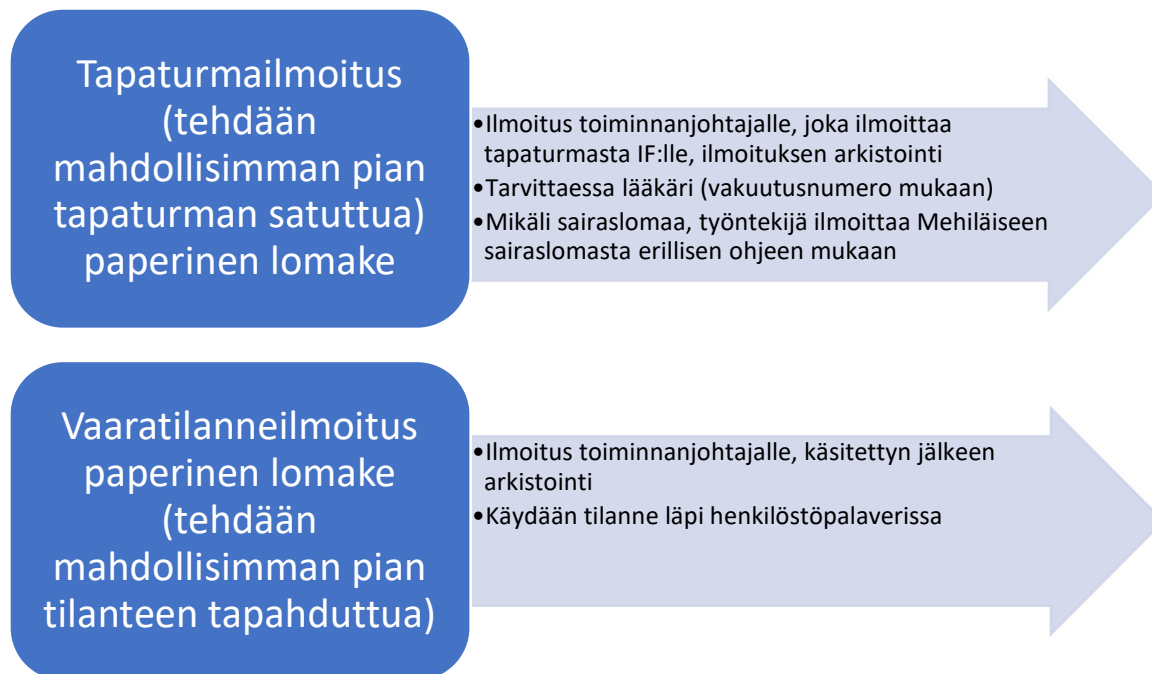 Tapaturmailmoitus
(tehdään
mahdollisimman pian
tapaturman satuttua)
paperinen lomake
•Ilmoitus toiminnanjohtajalle, joka ilmoittaa
tapaturmasta IF:lle, ilmoituksen arkistointi
•Tarvittaessa lääkäri (vakuutusnumero mukaan)
•Mikäli sairaslomaa, työntekijä ilmoittaa Mehiläiseen
sairaslomasta erillisen ohjeen mukaan
Vaaratilanneilmoitus
paperinen lomake
(tehdään
mahdollisimman pian
tilanteen tapahduttua)
•Ilmoitus toiminnanjohtajalle, käsitettyn jälkeen
arkistointi
•Käydään tilanne läpi henkilöstöpalaverissa